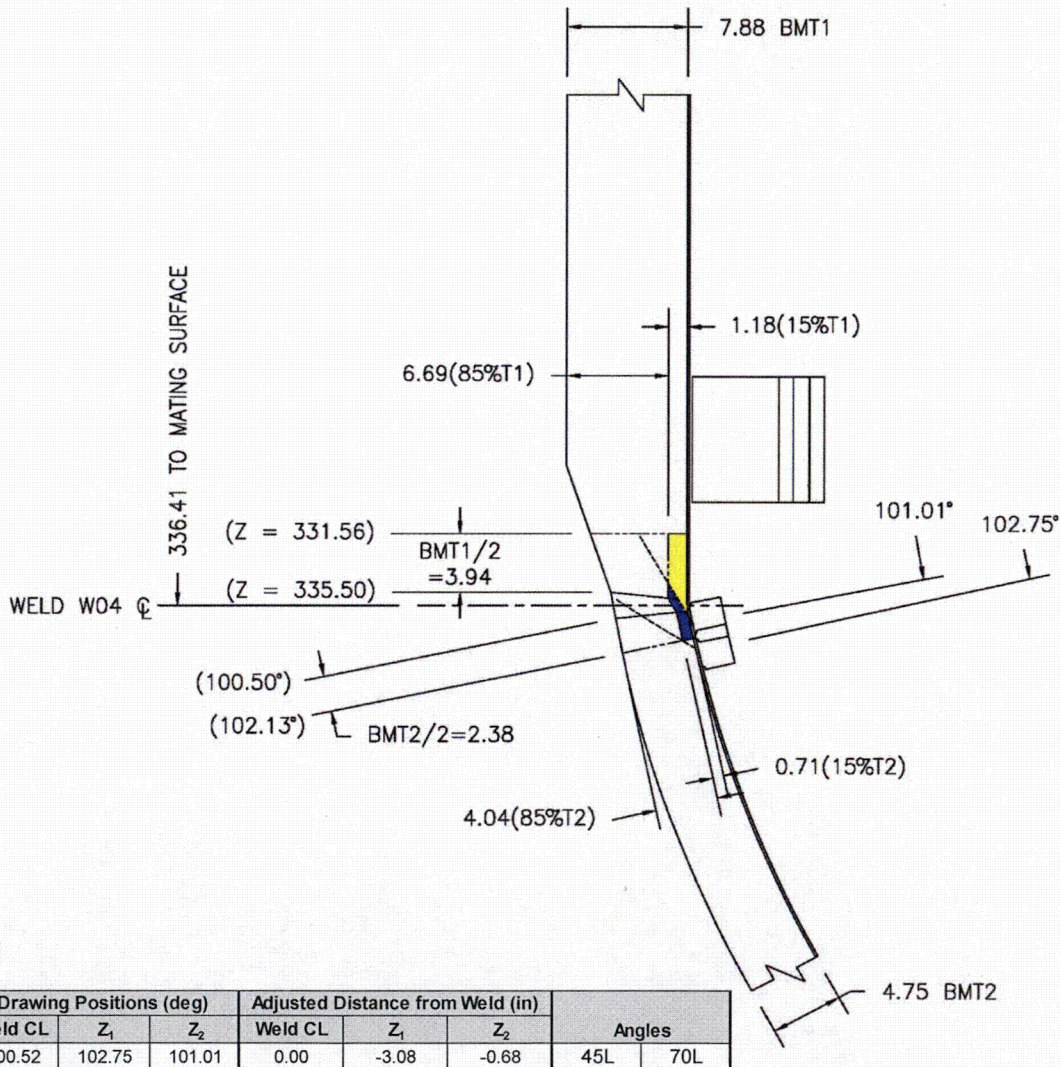 7.88 BMT1
336.41 TO MATING SURFACE
1.18(15%T1)
6.69(85%T1)
101.01°
102.75°
(Z = 331.56)
BMT1/2
=3.94
(Z = 335.50)
WELD W04 ℄
(100.50°)
(102.13°)
BMT2/2=2.38
0.71(15%T2)
4.04(85%T2)
4.75 BMT2
Drawing Positions (deg) Adjusted Distance from Weld (in) Angles
eld CL Z₁ Z₂ Weld CL Z₁ Z₂ 45L 70L
00.52 102.75 101.01 0.00 -3.08 -0.68